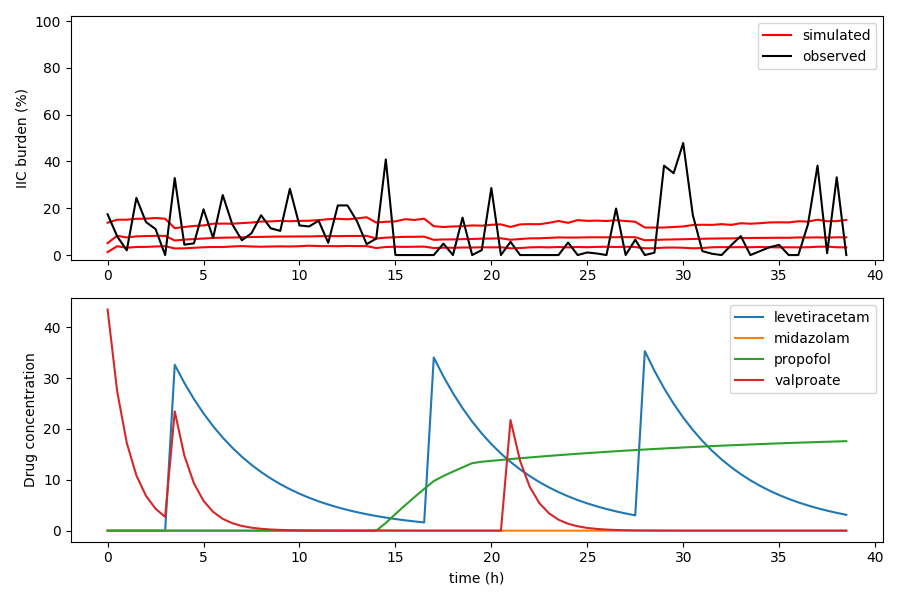 100
80
60
40
20
0
IIC burden (%)
simulated
observed
0 5 10 15 20 25 30 35 40
40
30
20
10
0
Drug concentration
levetiracetam
midazolam
propofol
valproate
0 5 10 15 20 25 30 35 40
time (h)